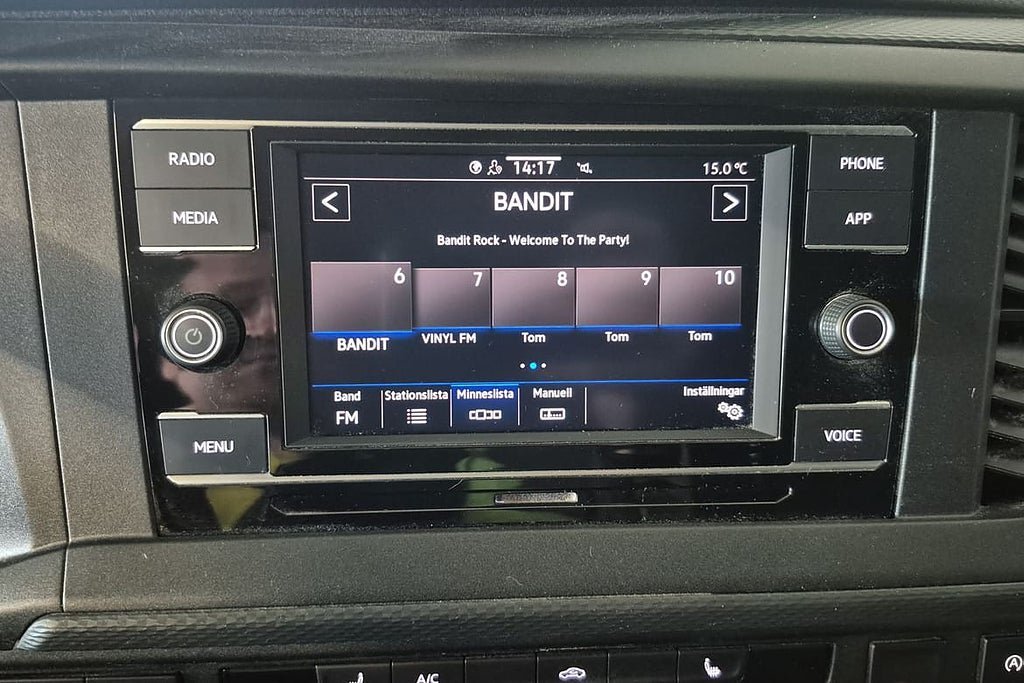 RADIO
MEDIA
14:17
15.0 °C
<
BANDIT
>
Bandit Rock - Welcome To The Party!
6
7
8
9
10
BANDIT
VINYL FM
Tom
Tom
Tom
Band
FM
Stationslista
Minneslista
Manuell
Inställningar
MENU
PHONE
APP
VOICE
A/C
A